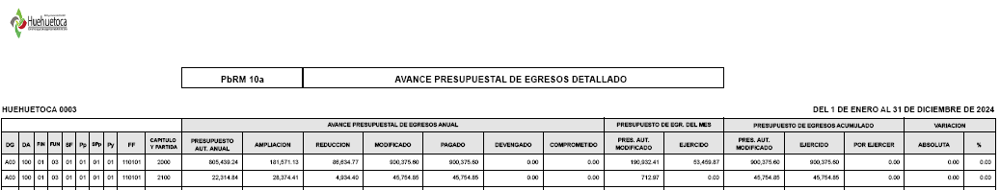 Huehuetoca
PbRM 10a AVANCE PRESUPUESTAL DE EGRESOS DETALLADO
HUEHUETOCA 0003 DEL 1 DE ENERO AL 31 DE DICIEMBRE DE 2024
AVANCE PRESUPUESTAL DE EGRESOS ANUAL PRESUPUESTO DE EGR. DEL MES PRESUPUESTO DE EGRESOS ACUMULADO VARIACION
DG DA FIN FUN SF Pp SPp Py FF CAPITULO Y PARTIDA PRESUPUESTO AUT. ANUAL AMPLIACION REDUCCION MODIFICADO PAGADO DEVENGADO COMPROMETIDO PRES. AUT. MODIFICADO EJERCIDO PRES. AUT. MODIFICADO EJERCIDO POR EJERCER ABSOLUTA %
A00 100 01 03 01 01 01 01 110101 2000 805,439.24 181,571.13 86,634.77 900,375.60 900,375.60 0.00 0.00 190,932.41 53,459.87 900,375.60 900,375.60 0.00 0.00 0.00
A00 100 01 03 01 01 01 01 110101 2100 22,314.84 28,374.41 4,934.40 45,754.85 45,754.85 0.00 0.00 712.97 0.00 45,754.85 45,754.85 0.00 0.00 0.00